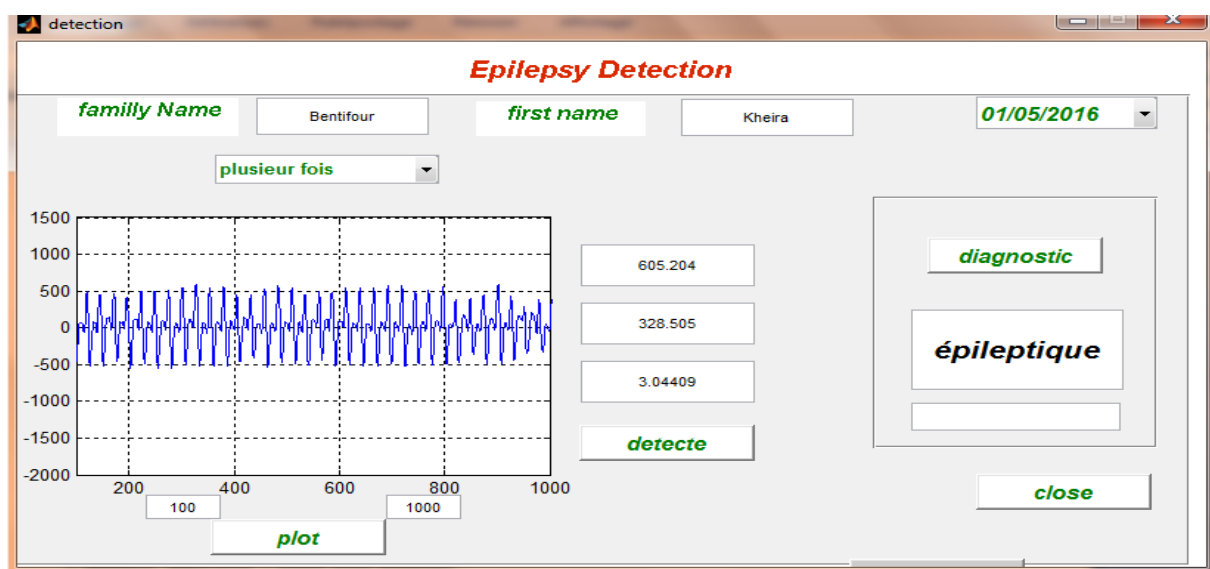 detection
Epilepsy Detection
familly Name Bentifour first name Kheira 01/05/2016
plusieur fois
1500
1000
500
0
-500
-1000
-1500
-2000
200 400 600 800 1000
100 1000
plot
605.204
328.505
3.04409
detecte
diagnostic
épileptique
close